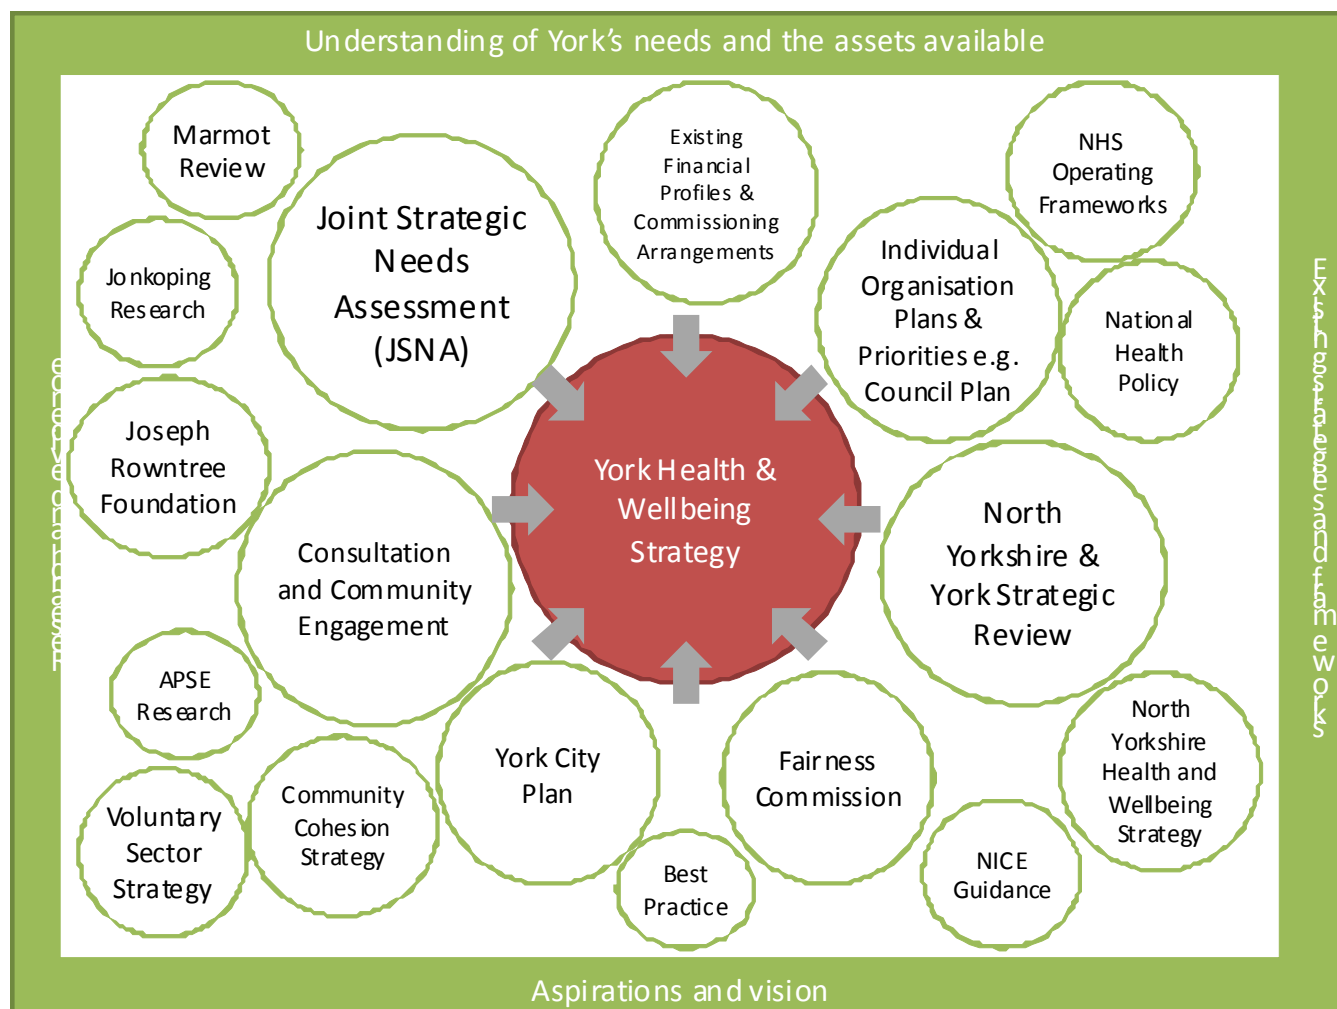 Understanding of York's needs and the assets available
Marmot
Review
Joint Strategic
Needs
Assessment
(JSNA)
Existing
Financial
Profiles &
Commissioning
Arrangements
NHS
Operating
Frameworks
Individual
Organisation
Plans &
Priorities e.g.
Council Plan
Jonkoping
Research
National
Health
Policy
Joseph
Rowntree
Foundation
York Health &
Wellbeing
Strategy
Consultation
and Community
Engagement
North
Yorkshire &
York Strategic
Review
Existing strategies and frameworks
APSE
Research
York City
Plan
Fairness
Commission
North
Yorkshire
Health and
Wellbeing
Strategy
Voluntary
Sector
Strategy
Community
Cohesion
Strategy
Best
Practice
NICE
Guidance
Aspirations and vision